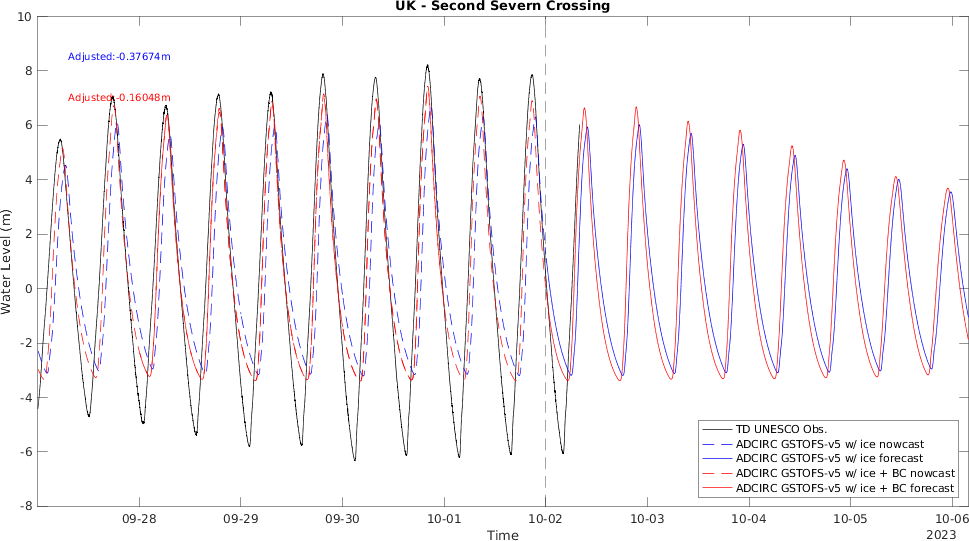 UK - Second Severn Crossing
Adjusted:-0.37674m
Adjusted:-0.16048m
Water Level (m)
10
8
6
4
2
0
-2
-4
-6
-8
TD UNESCO Obs.
ADCIRC GSTOFS-v5 w/ ice nowcast
ADCIRC GSTOFS-v5 w/ ice forecast
ADCIRC GSTOFS-v5 w/ ice + BC nowcast
ADCIRC GSTOFS-v5 w/ ice + BC forecast
09-28 09-29 09-30 10-01 10-02 10-03 10-04 10-05 10-06
Time
2023